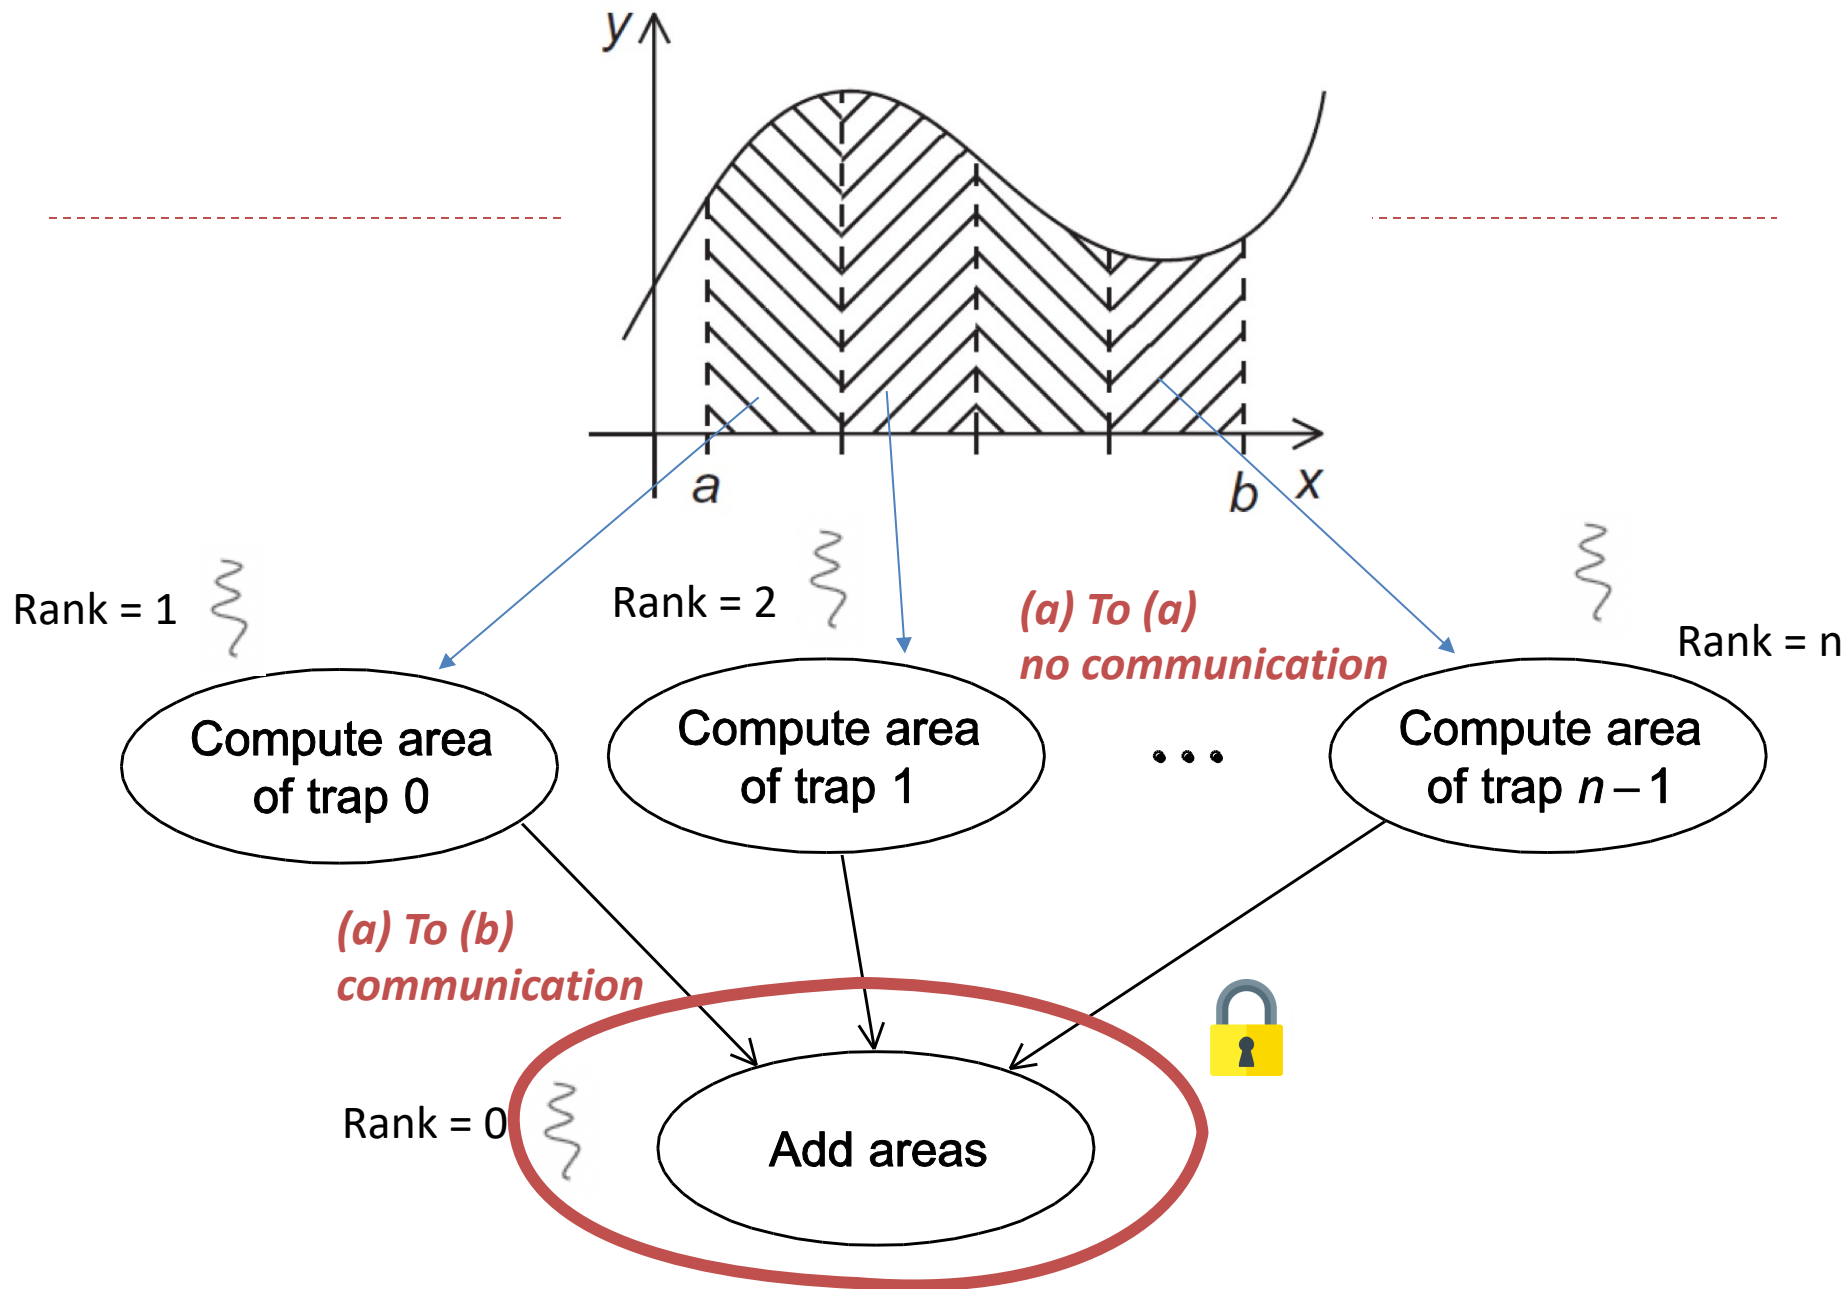 y
a
b
x
Rank = 1
Rank = 2
(a) To (a)
no communication
Rank = n
Compute area
of trap 0
Compute area
of trap 1
...
Compute area
of trap n – 1
(a) To (b)
communication
Rank = 0
Add areas